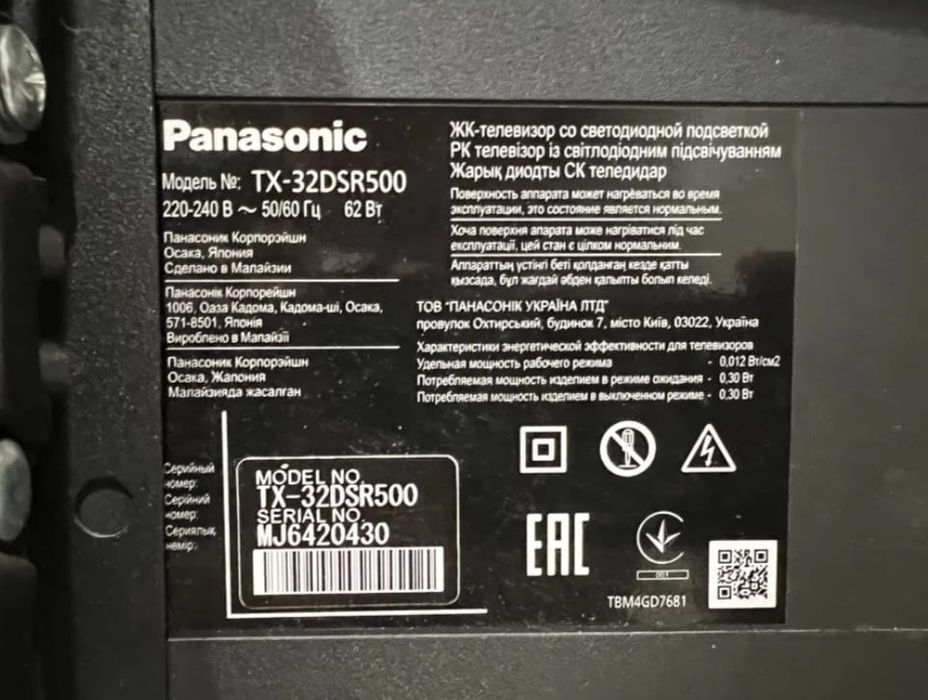 Panasonic
Модель №: TX-32DSR500
220-240 В ~ 50/60 Гц 62 Вт
Панасоник Корпорэйшн
Осака, Япония
Сделано в Малайзии
Панасонік Корпорейшн
1006, Оаза Кадома, Кадома-ші, Осака,
571-8501, Японія
Вироблено в Малайзії
Панасоник Корпорэйшн
Осака, Жапония
Малайзияда жасалған
ЖК-телевизор со светодиодной подсветкой
РК телевізор із світлодіодним підсвічуванням
Жарық диодты СК теледидар
Поверхность аппарата может нагреваться во время
эксплуатации, это состояние является нормальным.
Хоча поверхня апарата може нагріватися під час
експлуатації, цей стан є цілком нормальним.
Аппараттың үстіңгі беті қолданған кезде қатты
қызсада, бұл жағдай әбден қалыпты болып келеді.
ТОВ "ПАНАСОНІК УКРАЇНА ЛТД"
провулок Охтирський, будинок 7, місто Київ, 03022, Україна
Характеристики энергетической эффективности для телевизоров
Удельная мощность рабочего режима - 0,012 Вт/см2
Потребляемая мощность изделием в режиме ожидания - 0,30 Вт
Потребляемая мощность изделием в выключенном режиме - 0,30 Вт
Серийный
номер:
Серійний
номер:
Сериялық
нөмір:
MODEL NO.
TX-32DSR500
SERIAL NO.
MJ6420430
EAC
001
TBM4GD7681